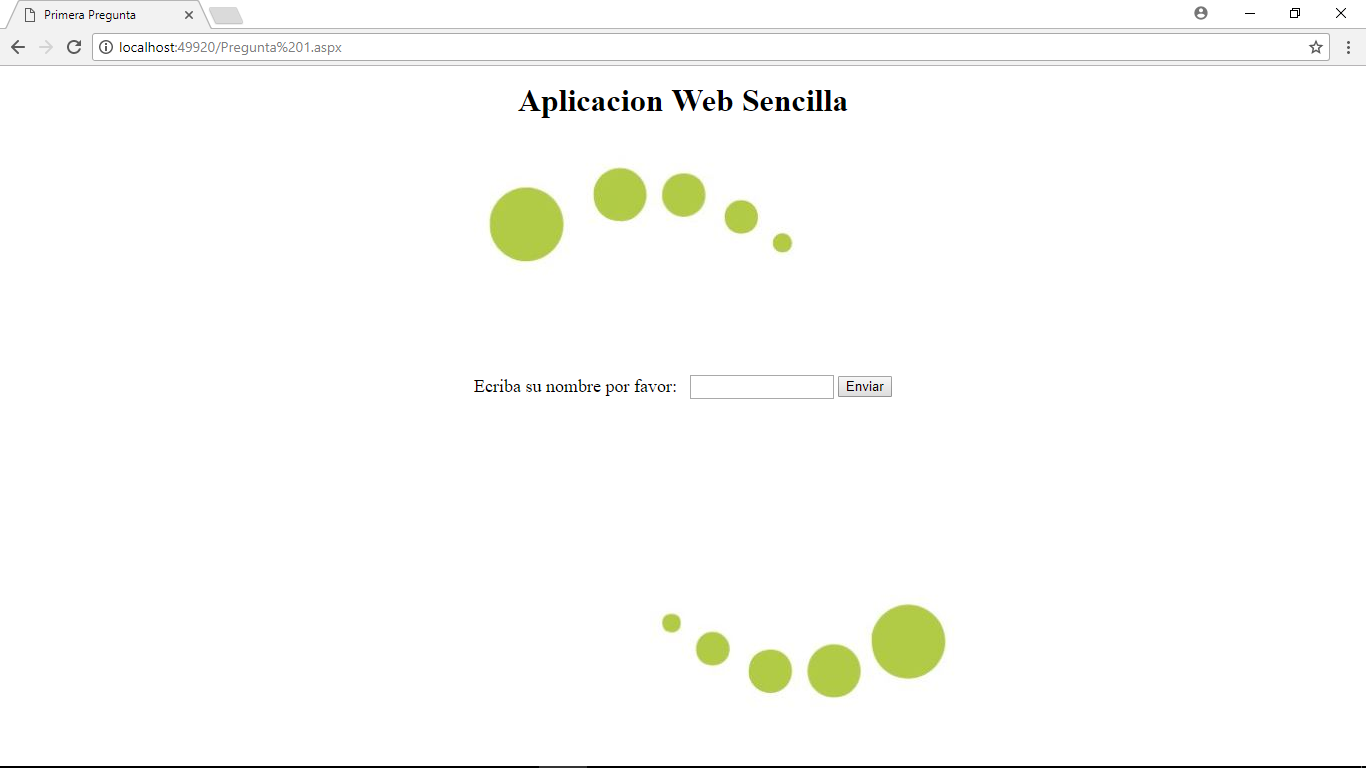 Primera Pregunta
localhost:49920/Pregunta%201.aspx
Aplicacion Web Sencilla
Ecriba su nombre por favor:
Enviar